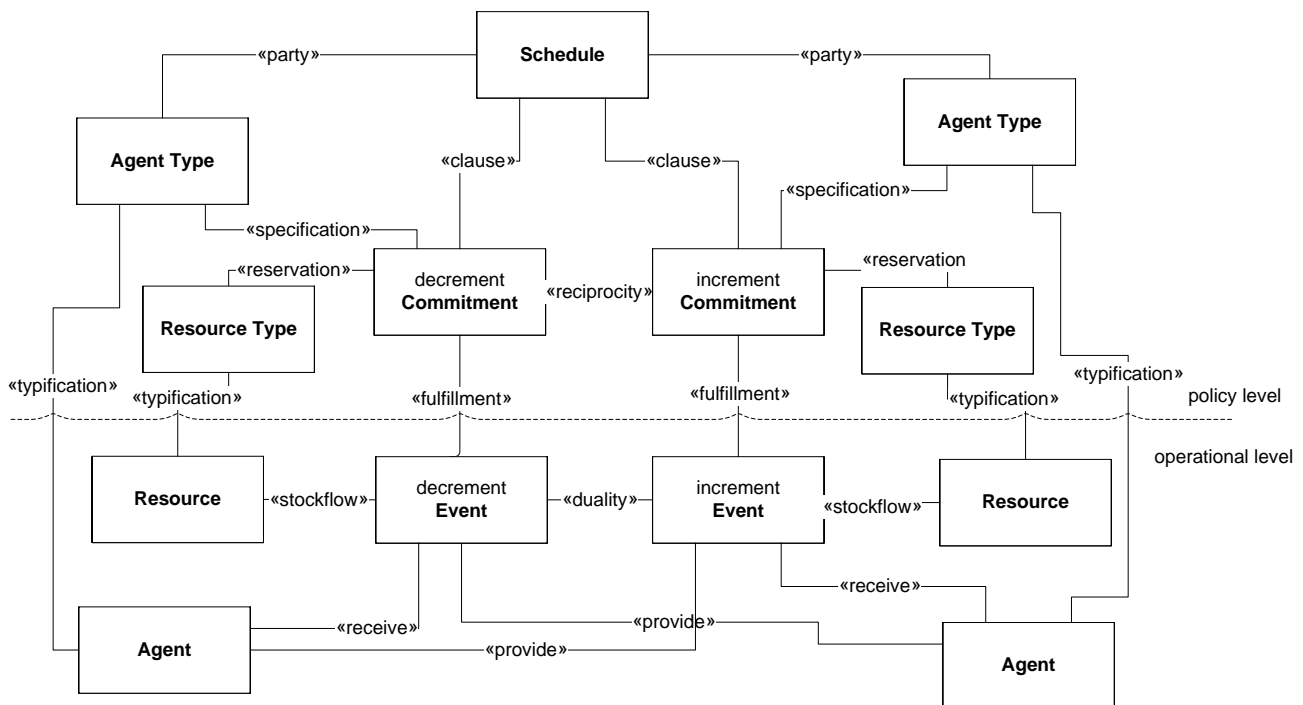 Schedule
«party»
«party»
Agent Type
Agent Type
«clause»
«clause»
«specification»
«specification»
«reservation»
«reservation
decrement
Commitment
«reciprocity»
increment
Commitment
Resource Type
Resource Type
«typification»
«typification»
«fulfillment»
«fulfillment»
«typification»
«typification»
policy level
operational level
Resource
«stockflow»
decrement
Event
«duality»
increment
Event
«stockflow»
Resource
«receive»
«receive»
«provide»
«provide»
Agent
Agent